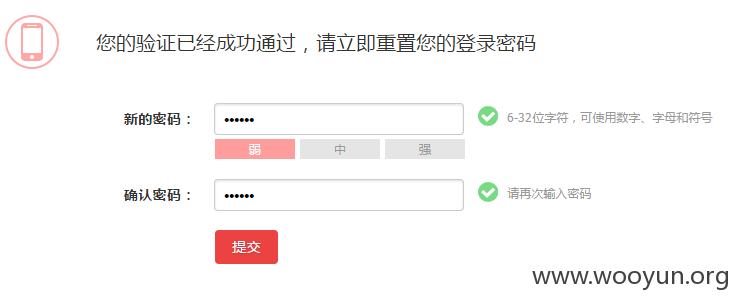 您的验证已经成功通过，请立即重置您的登录密码
新的密码： •••••• 6-32位字符，可使用数字、字母和符号
弱 中 强
确认密码： •••••• 请再次输入密码
提交
www.wooyun.org